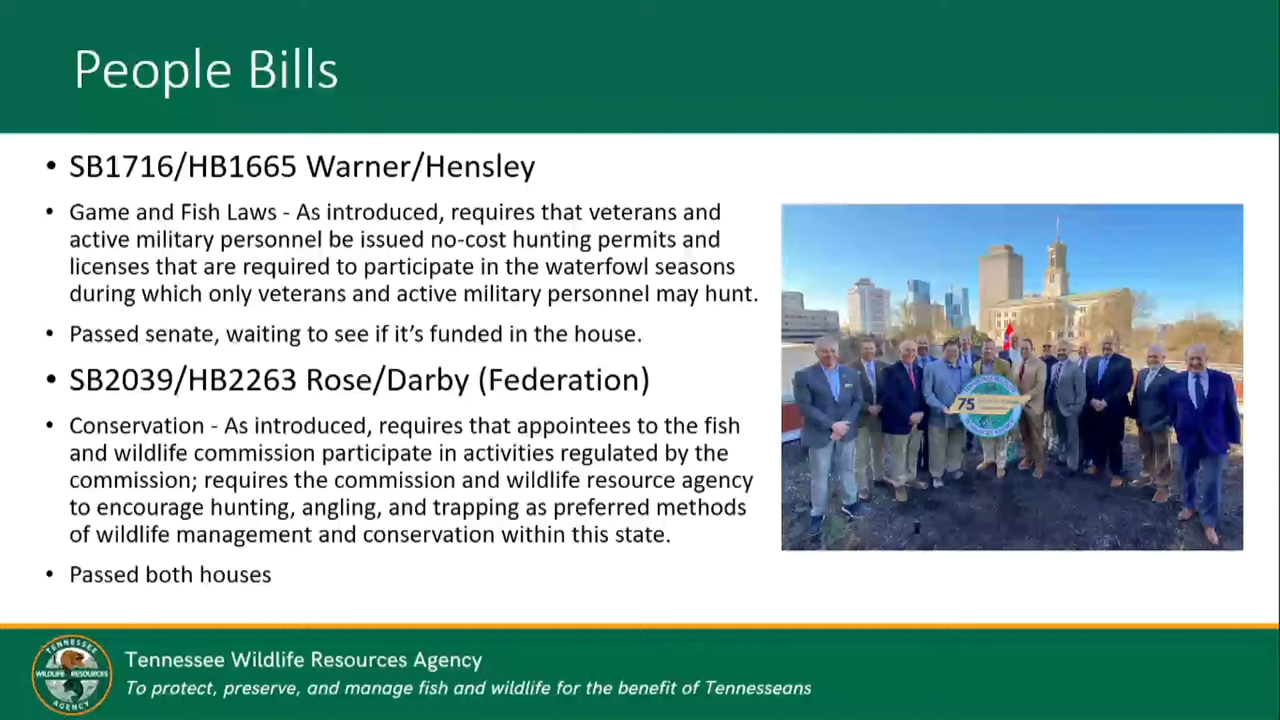 People Bills
• SB1716/HB1665 Warner/Hensley
• Game and Fish Laws - As introduced, requires that veterans and
active military personnel be issued no-cost hunting permits and
licenses that are required to participate in the waterfowl seasons
during which only veterans and active military personnel may hunt.
• Passed senate, waiting to see if it’s funded in the house.
• SB2039/HB2263 Rose/Darby (Federation)
• Conservation - As introduced, requires that appointees to the fish
and wildlife commission participate in activities regulated by the
commission; requires the commission and wildlife resource agency
to encourage hunting, angling, and trapping as preferred methods
of wildlife management and conservation within this state.
• Passed both houses
75
TENNESSEE
WILDLIFE RESOURCES
AGENCY
Tennessee Wildlife Resources Agency
To protect, preserve, and manage fish and wildlife for the benefit of Tennesseans